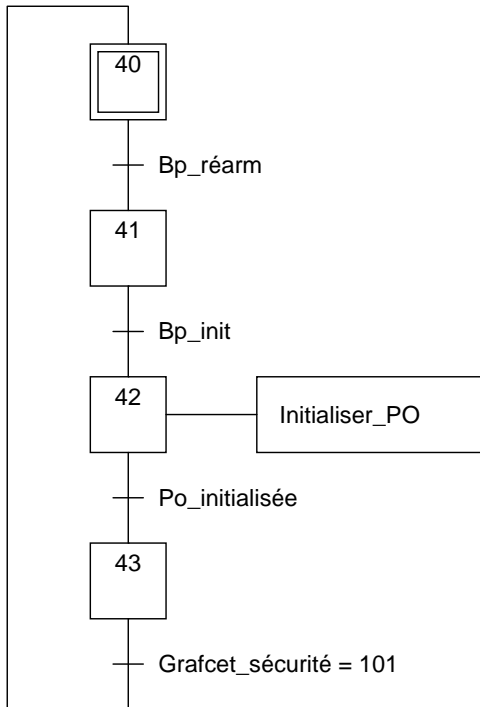 40
Bp_réarm
41
Bp_init
42
Initialiser_PO
Po_initialisée
43
Grafcet_sécurité = 101